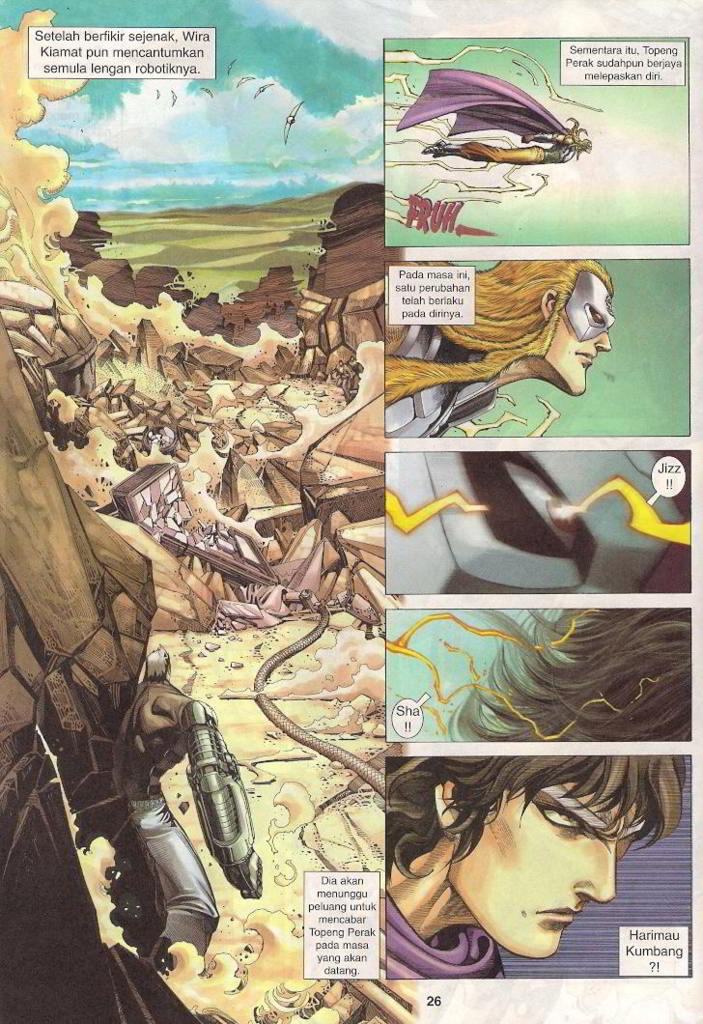 Setelah berfikir sejenak, Wira
Kiamat pun mencantumkan
semula lengan robotiknya.
Dia akan
menunggu
peluang untuk
mencabar
Topeng Perak
pada masa
yang akan
datang.
Sementara itu, Topeng
Perak sudahpun berjaya
melepaskan diri.
FRUH
Pada masa ini,
satu perubahan
telah berlaku
pada dirinya.
Jizz
!!
Sha
!!
Harimau
Kumbang
?!
26